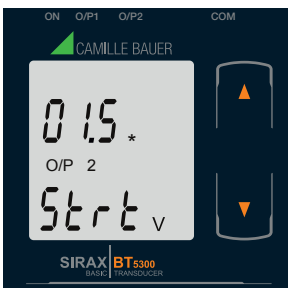 ON O/P1 O/P2 COM
CAMILLE BAUER
01.5 *
O/P 2
Strt V
SIRAX BT5300
BASIC TRANSDUCER